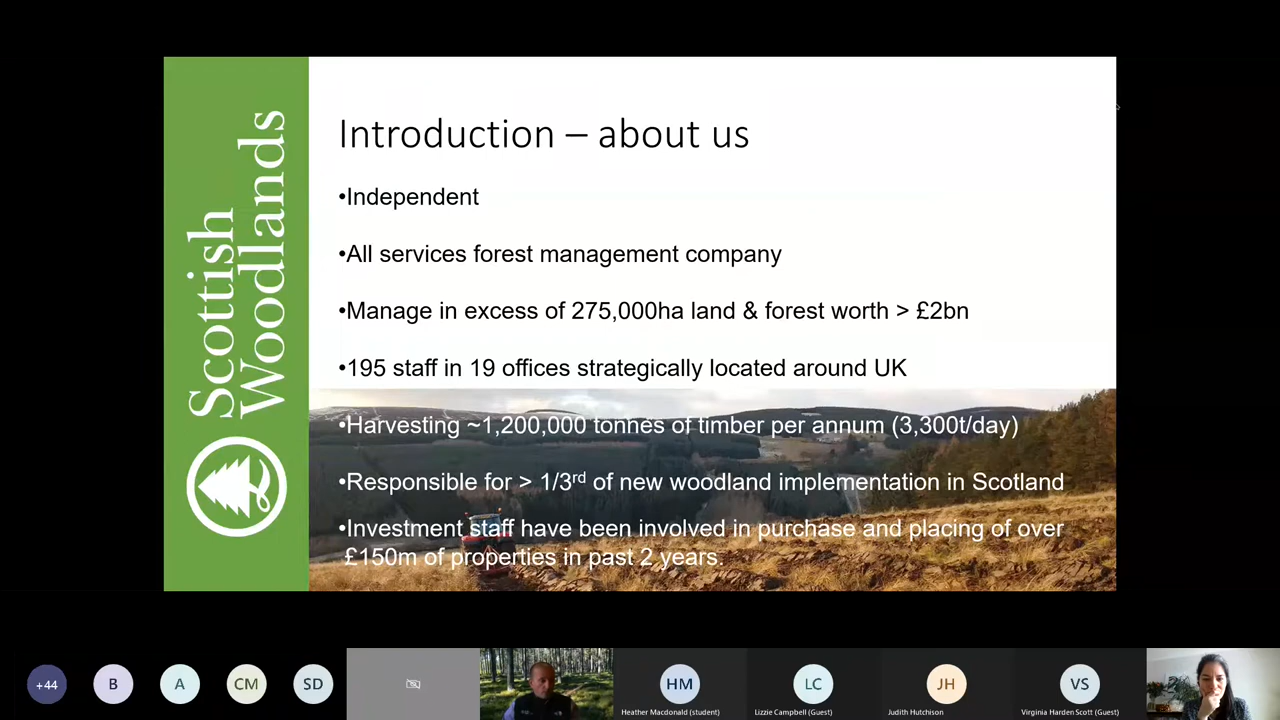 Scottish
Woodlands
Introduction – about us
•Independent
•All services forest management company
•Manage in excess of 275,000ha land & forest worth > £2bn
•195 staff in 19 offices strategically located around UK
•Harvesting ~1,200,000 tonnes of timber per annum (3,300t/day)
•Responsible for > 1/3rd of new woodland implementation in Scotland
•Investment staff have been involved in purchase and placing of over
£150m of properties in past 2 years.
+44
B
A
CM
SD
HM
LC
JH
VS
Heather Macdonald (student)
Lizzie Campbell (Guest)
Judith Hutchison
Virginia Harden Scott (Guest)